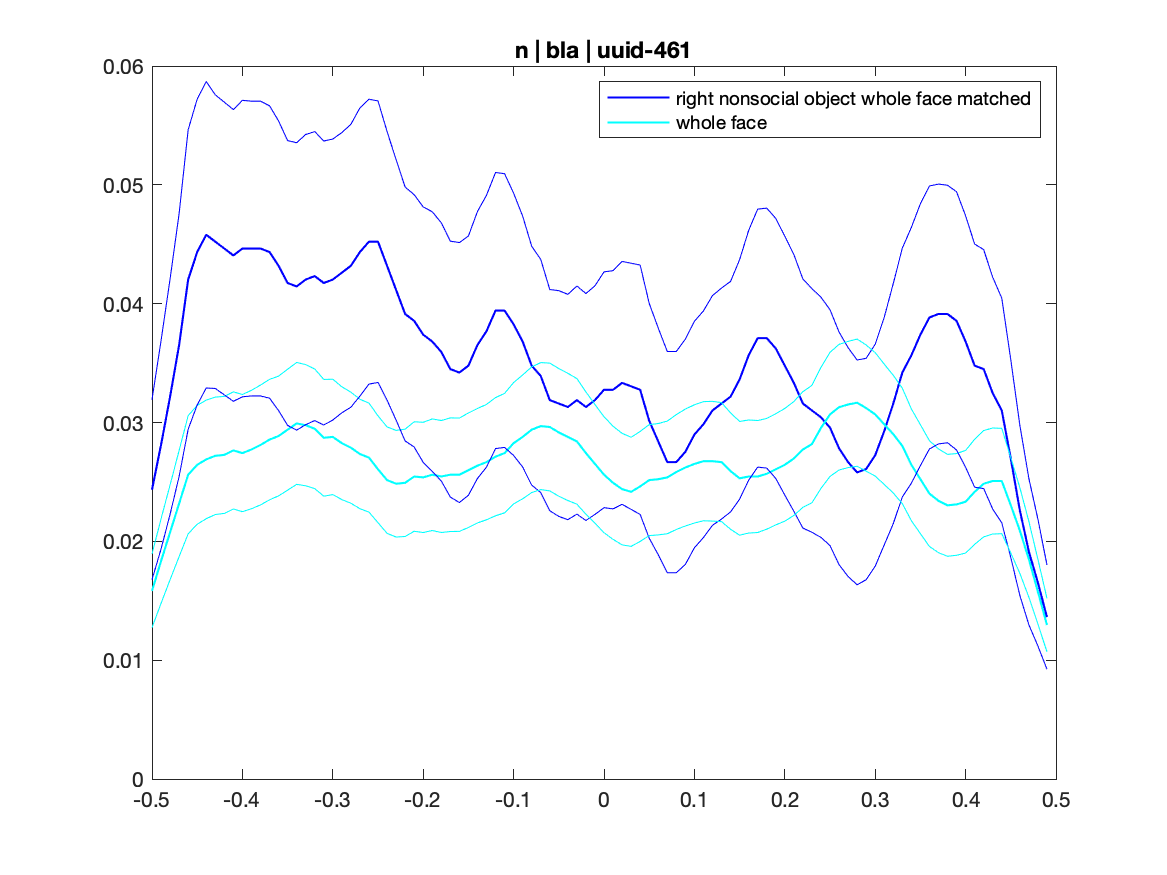 n | bla | uuid-461
right nonsocial object whole face matched
whole face
0.06
0.05
0.04
0.03
0.02
0.01
0
-0.5 -0.4 -0.3 -0.2 -0.1 0 0.1 0.2 0.3 0.4 0.5